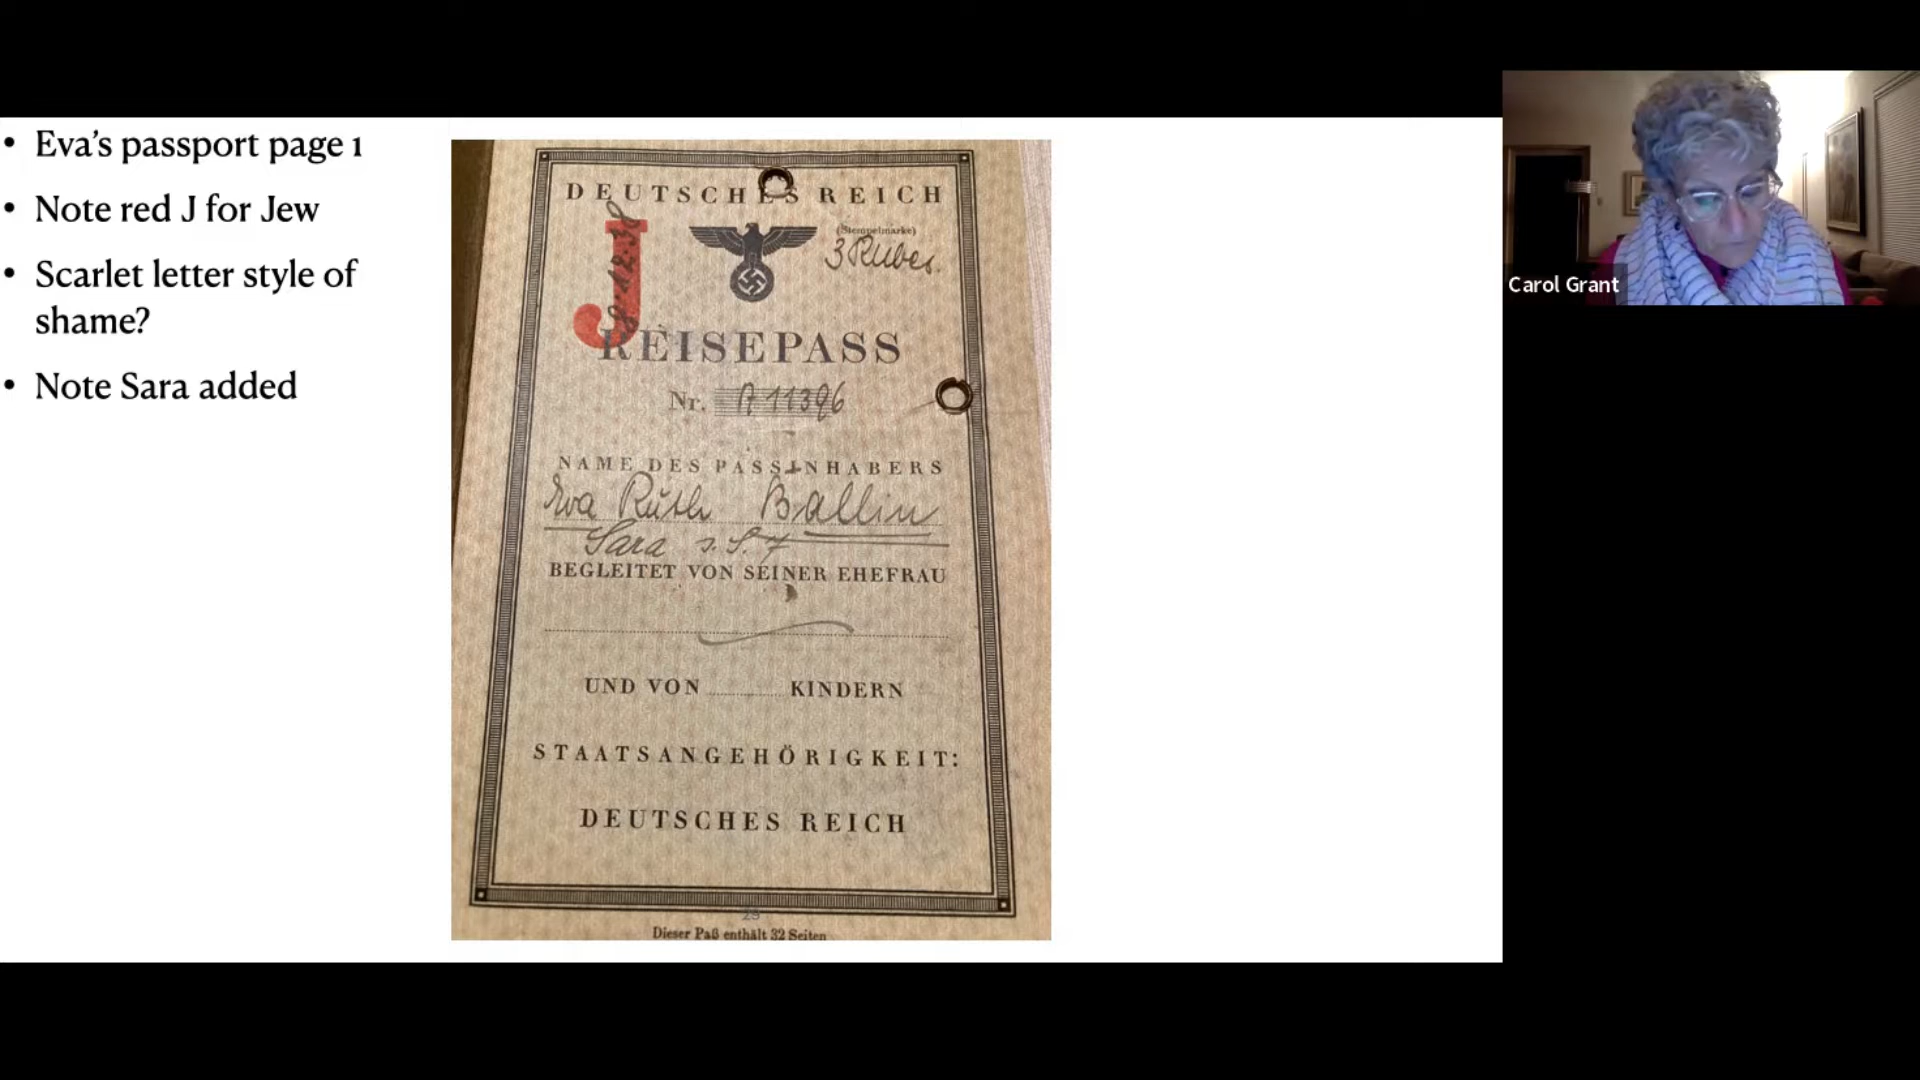 • Eva's passport page 1
• Note red J for Jew
• Scarlet letter style of
shame?
• Note Sara added
DEUTSCHES REICH
J
(Stempelmarke)
REISEPASS
Nr. A 11396
NAME DES PASSINHABERS
Eva Ruth Ballin
Sara
BEGLEITET VON SEINER EHEFRAU
UND VON KINDERN
STAATSANGEHÖRIGKEIT:
DEUTSCHES REICH
23
Dieser Paß enthält 32 Seiten
Carol Grant